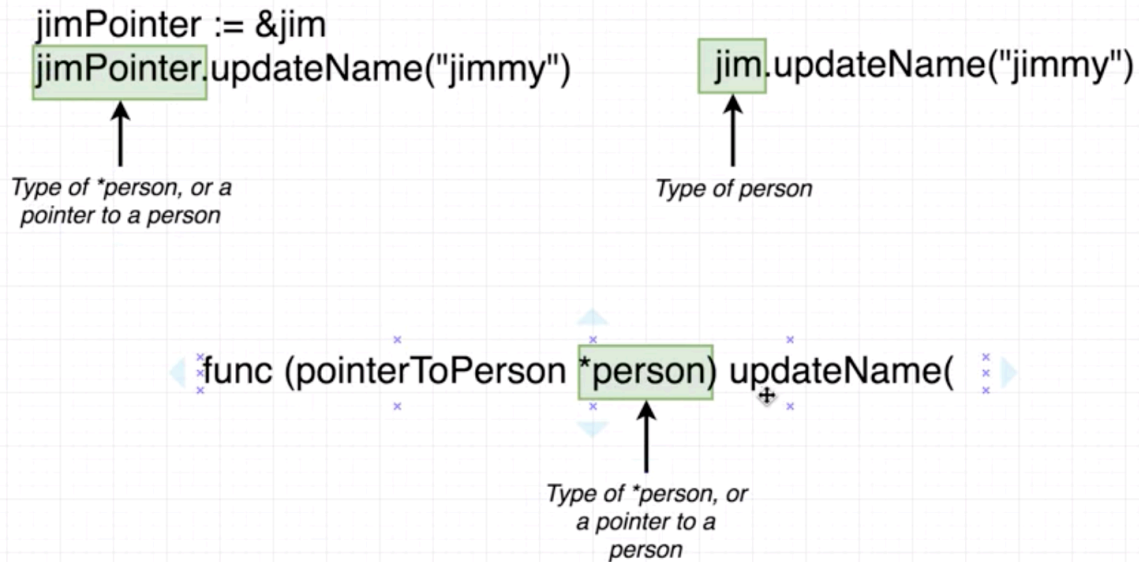 jimPointer := &jim
jimPointer.updateName("jimmy")
Type of *person, or a
pointer to a person
jim.updateName("jimmy")
Type of person
func (pointerToPerson *person) updateName(
Type of *person, or
a pointer to a
person